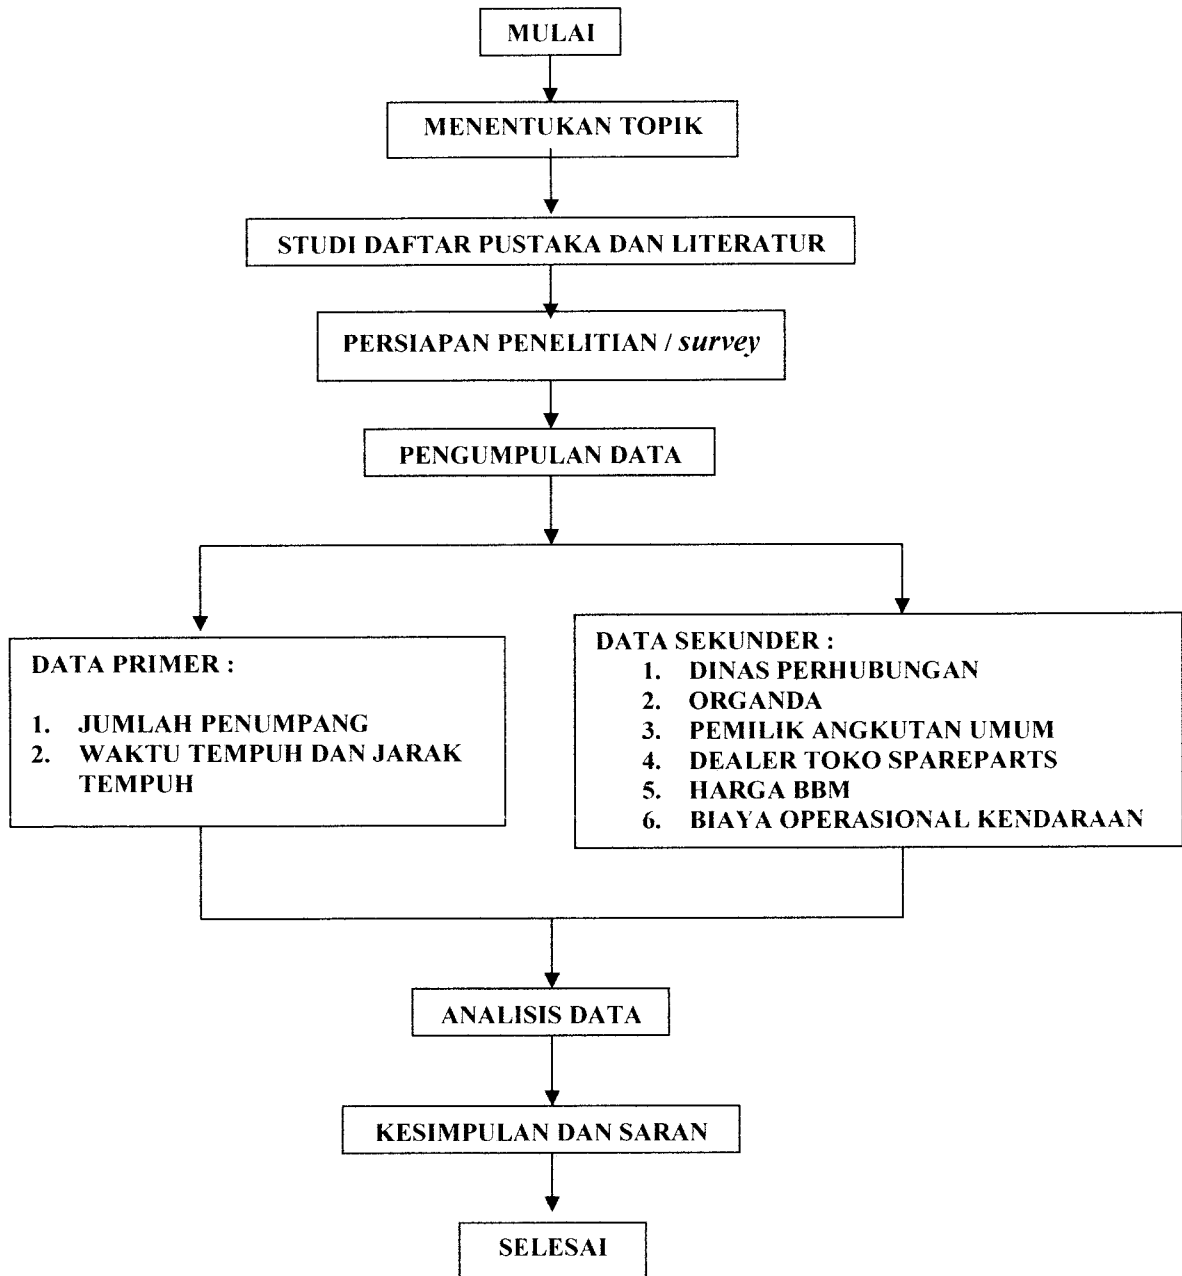 MULAI
MENENTUKAN TOPIK
STUDI DAFTAR PUSTAKA DAN LITERATUR
PERSIAPAN PENELITIAN / survey
PENGUMPULAN DATA
DATA PRIMER :
1. JUMLAH PENUMPANG
2. WAKTU TEMPUH DAN JARAK
TEMPUH
DATA SEKUNDER :
1. DINAS PERHUBUNGAN
2. ORGANDA
3. PEMILIK ANGKUTAN UMUM
4. DEALER TOKO SPAREPARTS
5. HARGA BBM
6. BIAYA OPERASIONAL KENDARAAN
ANALISIS DATA
KESIMPULAN DAN SARAN
SELESAI